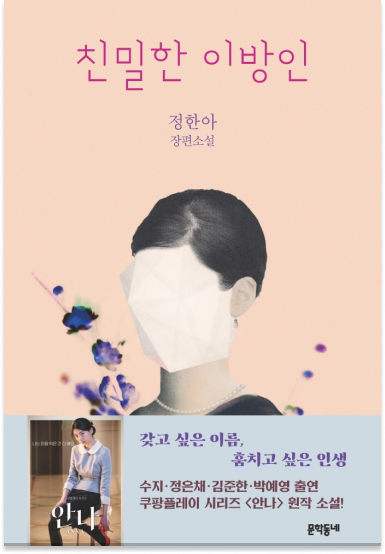 친밀한 이방인
정한아
장편소설
갖고 싶은 이름,
훔치고 싶은 인생
수지·정은채·김준한·박예영 출연
쿠팡플레이 시리즈 <안나> 원작 소설!
안나
문학동네